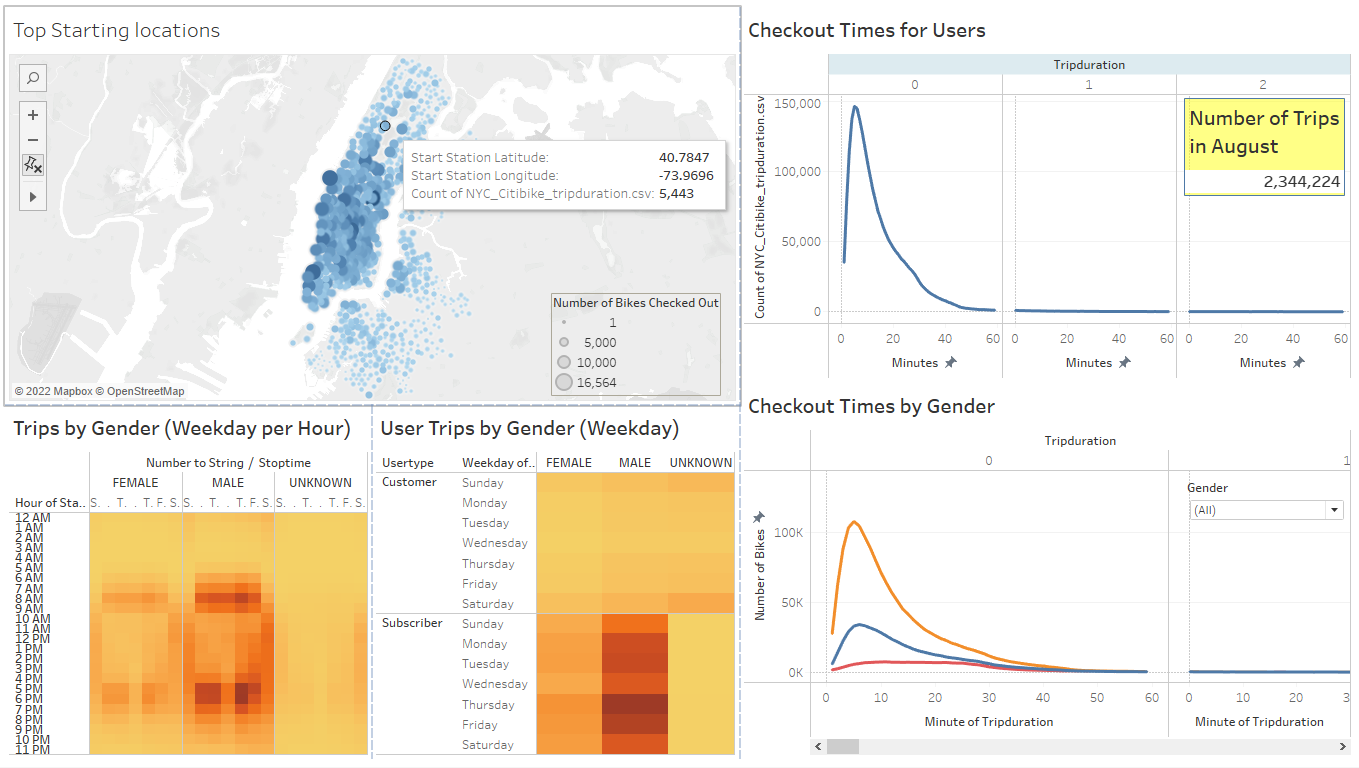 Top Starting locations
Start Station Latitude: 40.7847
Start Station Longitude: -73.9696
Count of NYC_Citibike_tripduration.csv: 5,443
Number of Bikes Checked Out
1
5,000
10,000
16,564
© 2022 Mapbox © OpenStreetMap
Checkout Times for Users
Tripduration
0 1 2
Count of NYC_Citibike_tripduration.csv
150,000
100,000
50,000
0
Number of Trips
in August
2,344,224
0 20 40 60 0 20 40 60 0 20 40 60
Minutes Minutes Minutes
Trips by Gender (Weekday per Hour)
Number to String / Stoptime
FEMALE MALE UNKNOWN
Hour of Sta.. S. . T. . T. F. S. S. . T. . T. F. S. S. . T. . T. F. S.
12 AM
1 AM
2 AM
3 AM
4 AM
5 AM
6 AM
7 AM
8 AM
9 AM
10 AM
11 AM
12 PM
1 PM
2 PM
3 PM
4 PM
5 PM
6 PM
7 PM
8 PM
9 PM
10 PM
11 PM
User Trips by Gender (Weekday)
Usertype Weekday of.. FEMALE MALE UNKNOWN
Customer Sunday
Monday
Tuesday
Wednesday
Thursday
Friday
Saturday
Subscriber Sunday
Monday
Tuesday
Wednesday
Thursday
Friday
Saturday
Checkout Times by Gender
Tripduration
0 1
Gender
(All)
Number of Bikes
100K
50K
0K
0 10 20 30 40 50 60 0 10 20 3
Minute of Tripduration Minute of Tripduration